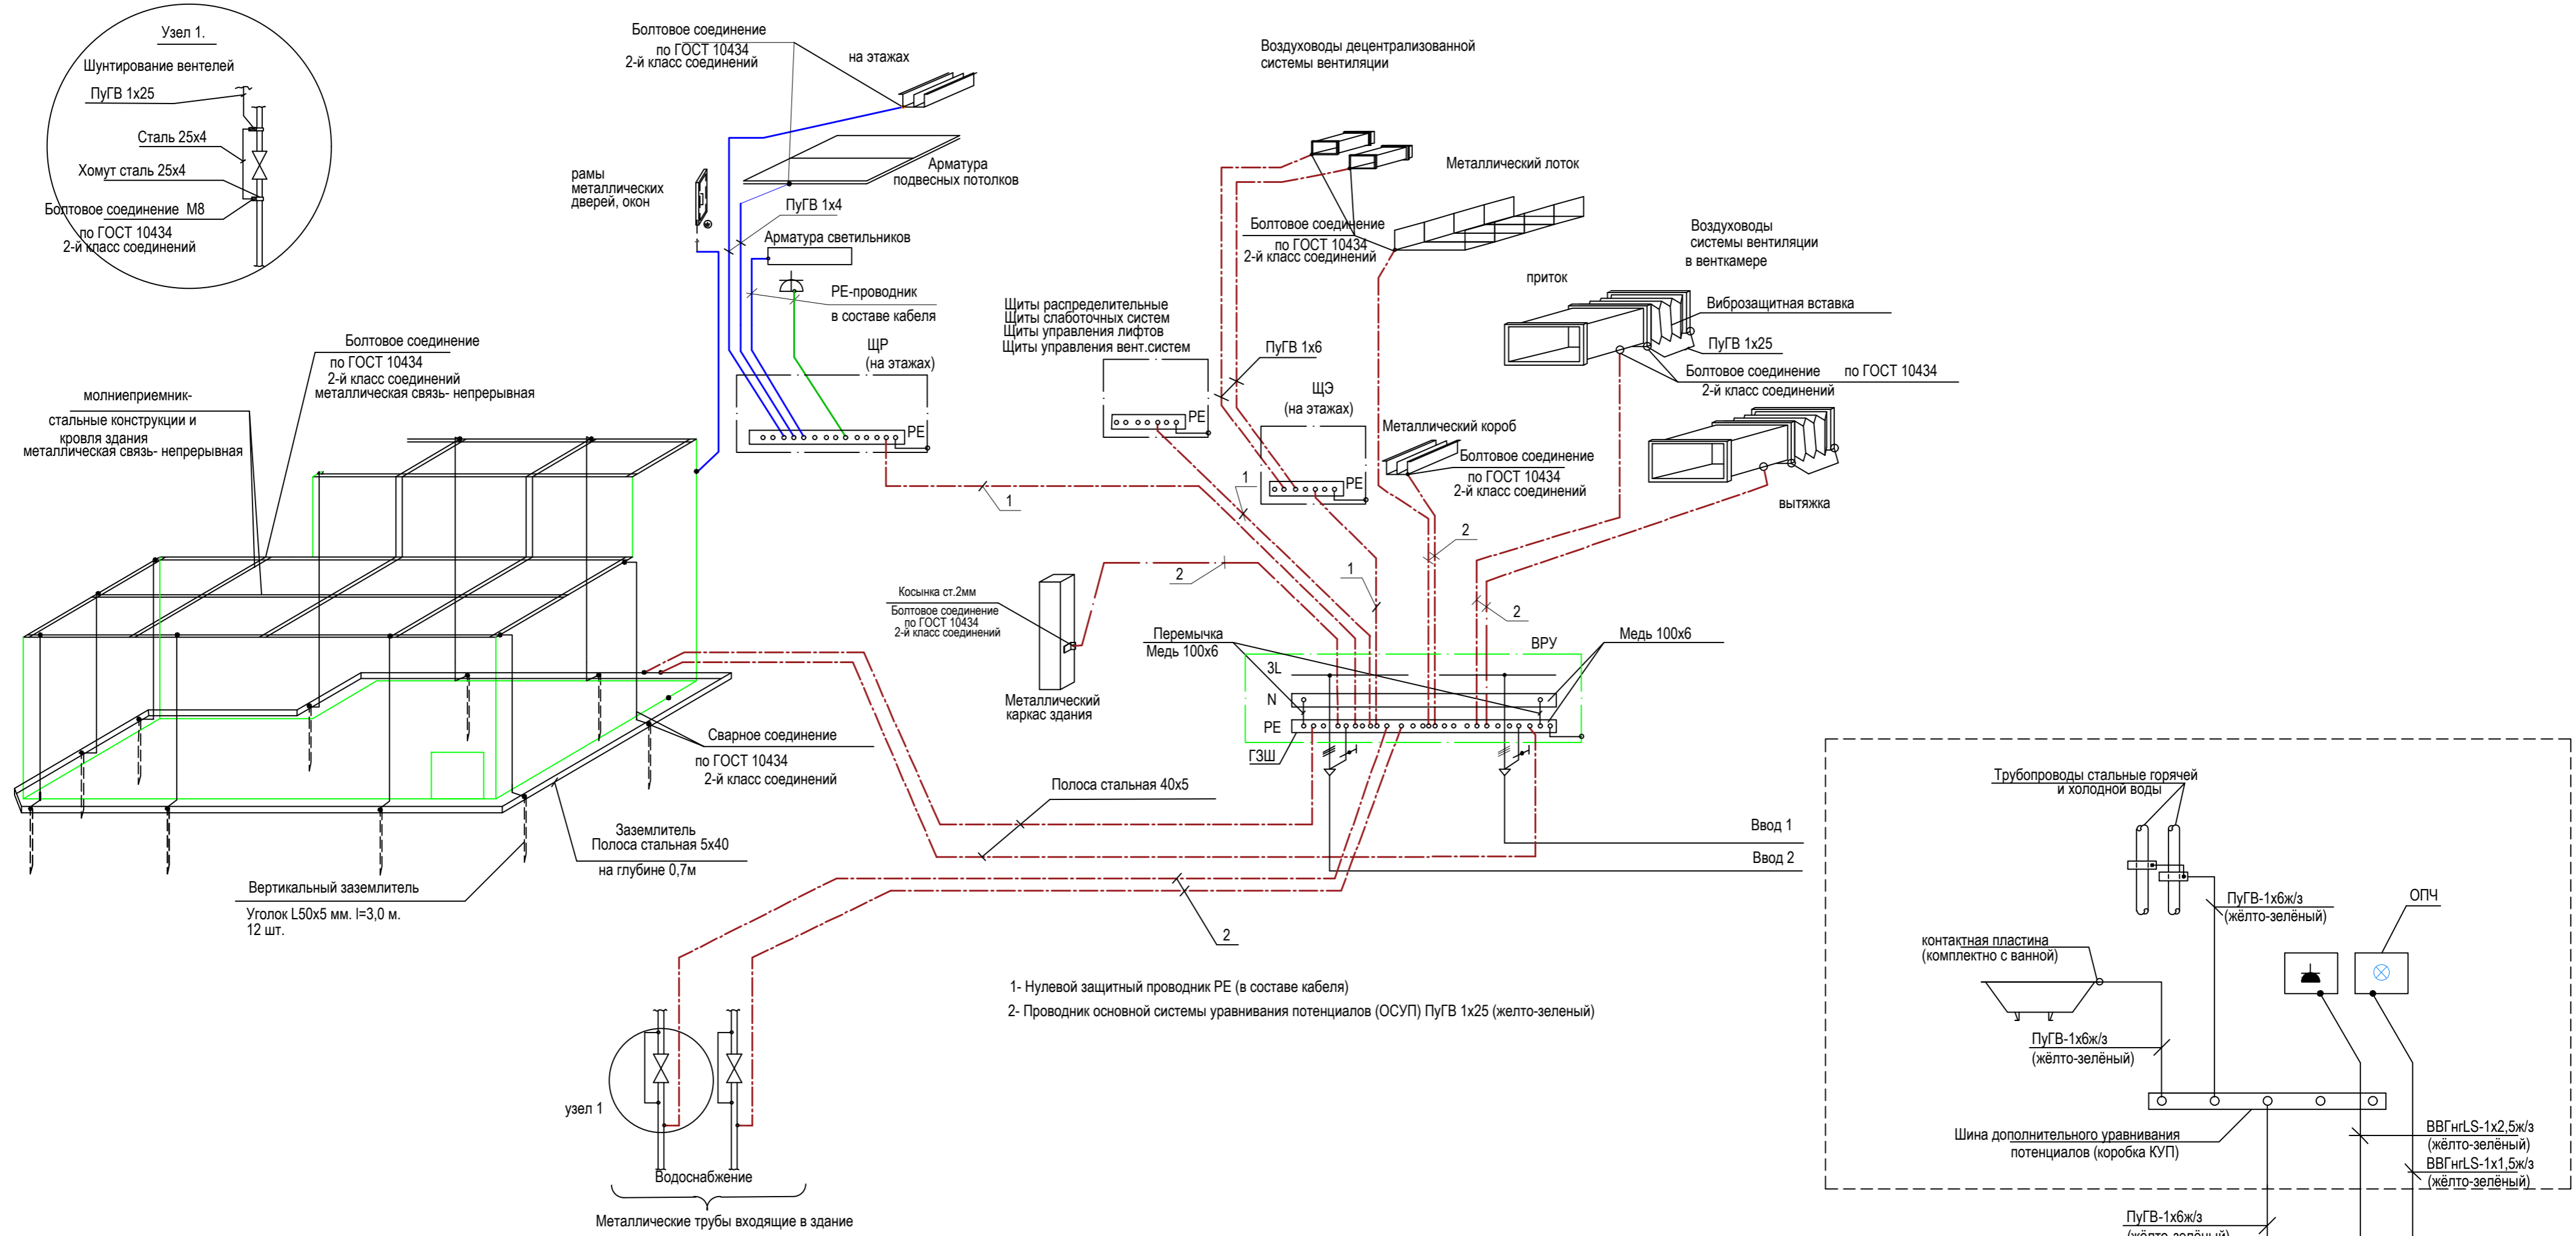 Узел 1.
Шунтирование вентелей
ПуГВ 1х25
Сталь 25х4
Хомут сталь 25х4
Болтовое соединение М8
по ГОСТ 10434
2-й класс соединений
Болтовое соединение
по ГОСТ 10434
2-й класс соединений
на этажах
рамы
металлических
дверей, окон
Арматура
подвесных потолков
ПуГВ 1х4
Арматура светильников
РЕ-проводник
в составе кабеля
ЩР
(на этажах)
РЕ
Болтовое соединение
по ГОСТ 10434
2-й класс соединений
металлическая связь- непрерывная
молниеприемник-
стальные конструкции и
кровля здания
металлическая связь- непрерывная
Воздуховоды децентрализованной
системы вентиляции
Металлический лоток
Болтовое соединение
по ГОСТ 10434
2-й класс соединений
Воздуховоды
системы вентиляции
в венткамере
приток
Виброзащитная вставка
ПуГВ 1х25
Болтовое соединение по ГОСТ 10434
2-й класс соединений
вытяжка
Щиты распределительные
Щиты слаботочных систем
Щиты управления лифтов
Щиты управления вент.систем
РЕ
ПуГВ 1х6
ЩЭ
(на этажах)
РЕ
Металлический короб
Болтовое соединение
по ГОСТ 10434
2-й класс соединений
1
1
2
2
1
2
Косынка ст.2мм
Болтовое соединение
по ГОСТ 10434
2-й класс соединений
Металлический
каркас здания
Перемычка
Медь 100х6
ВРУ
Медь 100х6
3L
N
PE
ГЗШ
Сварное соединение
по ГОСТ 10434
2-й класс соединений
Полоса стальная 40х5
Заземлитель
Полоса стальная 5х40
на глубине 0,7м
Вертикальный заземлитель
Уголок L50х5 мм. l=3,0 м.
12 шт.
Ввод 1
Ввод 2
2
1- Нулевой защитный проводник РЕ (в составе кабеля)
2- Проводник основной системы уравнивания потенциалов (ОСУП) ПуГВ 1х25 (желто-зеленый)
узел 1
Водоснабжение
Металлические трубы входящие в здание
Трубопроводы стальные горячей
и холодной воды
ПуГВ-1х6ж/з
(жёлто-зелёный)
ОПЧ
контактная пластина
(комплектно с ванной)
ПуГВ-1х6ж/з
(жёлто-зелёный)
Шина дополнительного уравнивания
потенциалов (коробка КУП)
ВВГнгLS-1х2,5ж/з
(жёлто-зелёный)
ВВГнгLS-1х1,5ж/з
(жёлто-зелёный)
ПуГВ-1х6ж/з
(жёлто-зелёный)